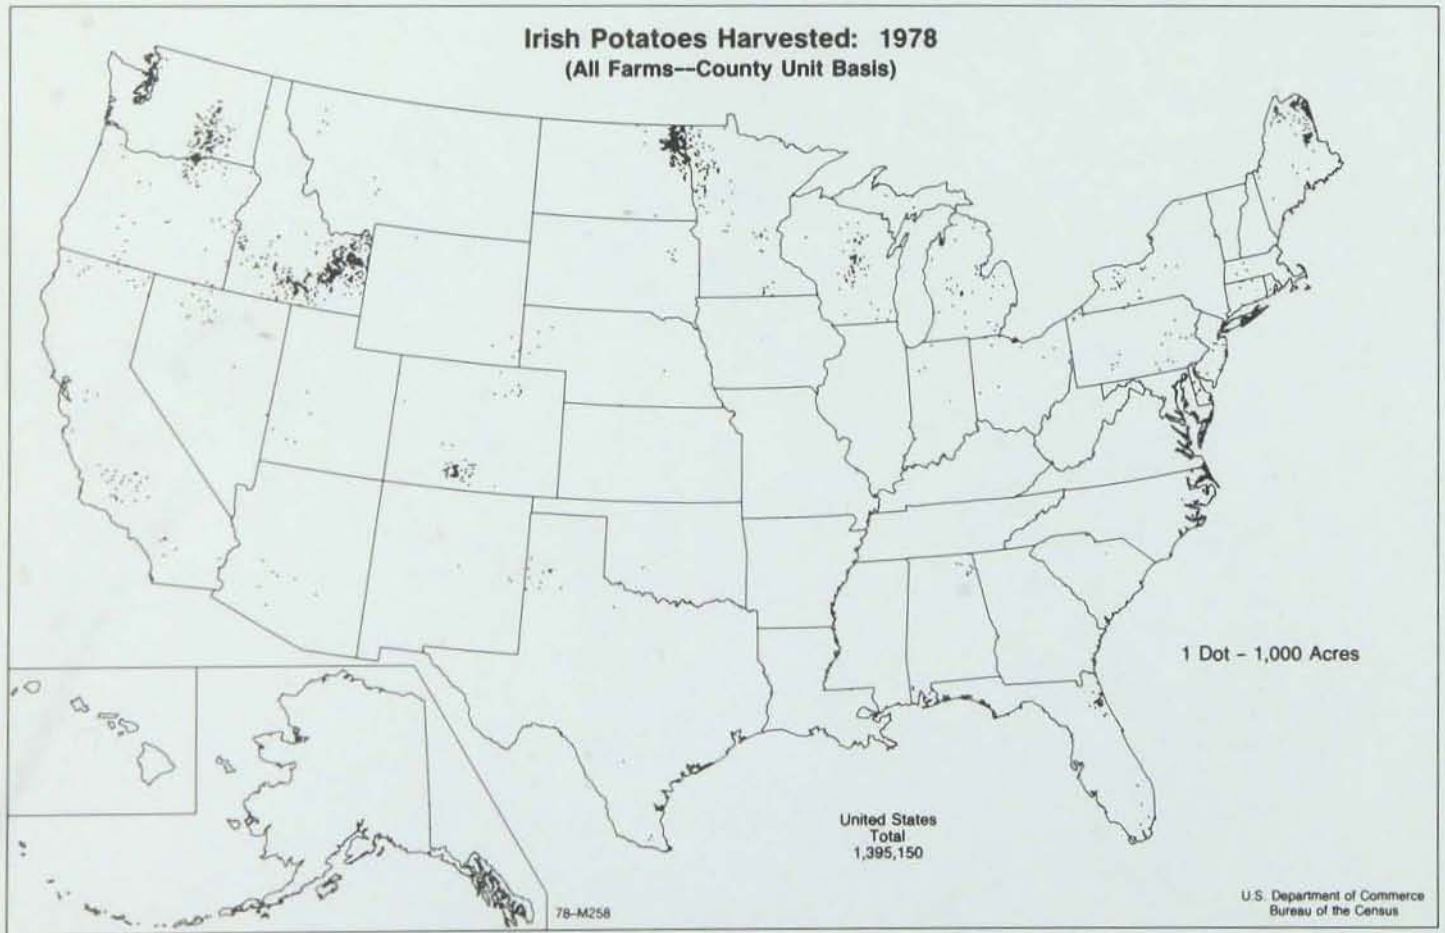 Irish Potatoes Harvested: 1978
(All Farms--County Unit Basis)
1 Dot - 1,000 Acres
United States
Total
1,395,150
78-M258
U.S. Department of Commerce
Bureau of the Census